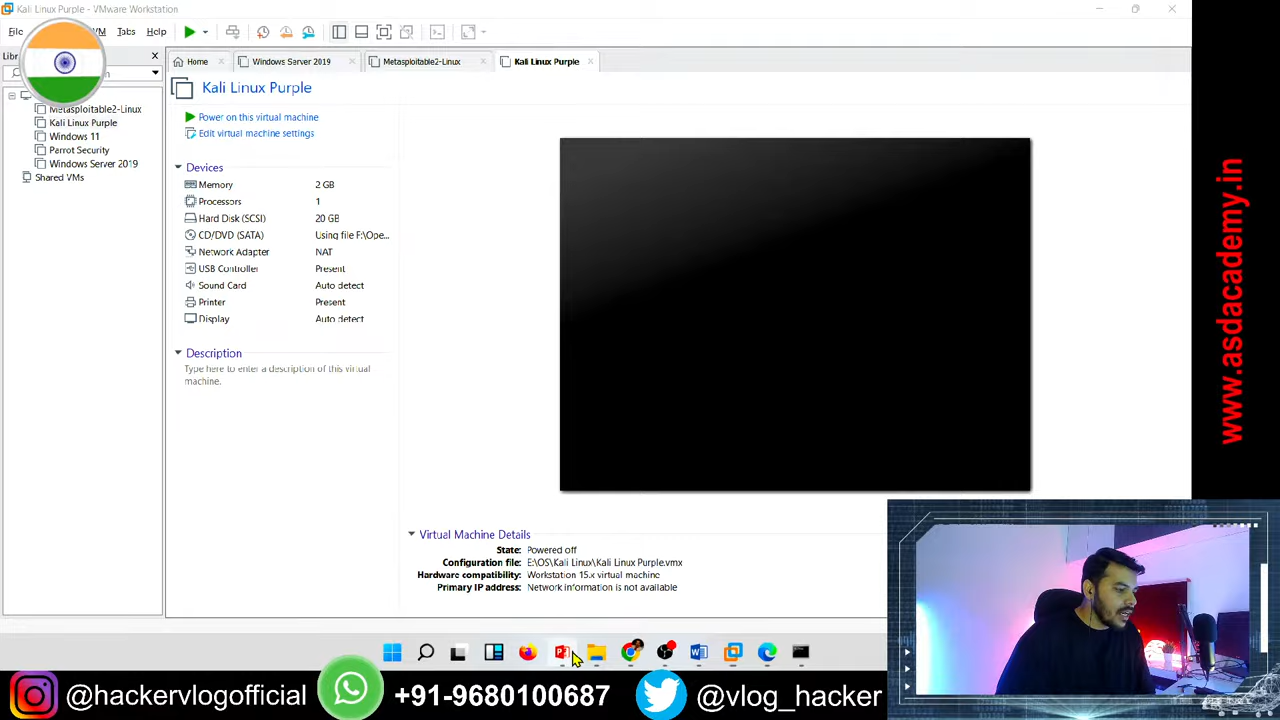 Kali Linux Purple - VMware Workstation
Tabs Help
Home
Windows Server 2019
Metasploitable2-Linux
Kali Linux Purple
Metasploitable2-Linux
Kali Linux Purple
Windows 11
Parrot Security
Windows Server 2019
Shared VMs
Kali Linux Purple
Power on this virtual machine
Edit virtual machine settings
Devices
Memory 2 GB
Processors 1
Hard Disk (SCSI) 20 GB
CD/DVD (SATA) Using file F:\Ope...
Network Adapter NAT
USB Controller Present
Sound Card Auto detect
Printer Present
Display Auto detect
Description
Type here to enter a description of this virtual
machine.
Virtual Machine Details
State: Powered off
Configuration file: E:\OS\Kali Linux\Kali Linux Purple.vmx
Hardware compatibility: Workstation 15.x virtual machine
Primary IP address: Network information is not available
www.asdacademy.in
@hackervlogofficial +91-9680100687 @vlog_hacker